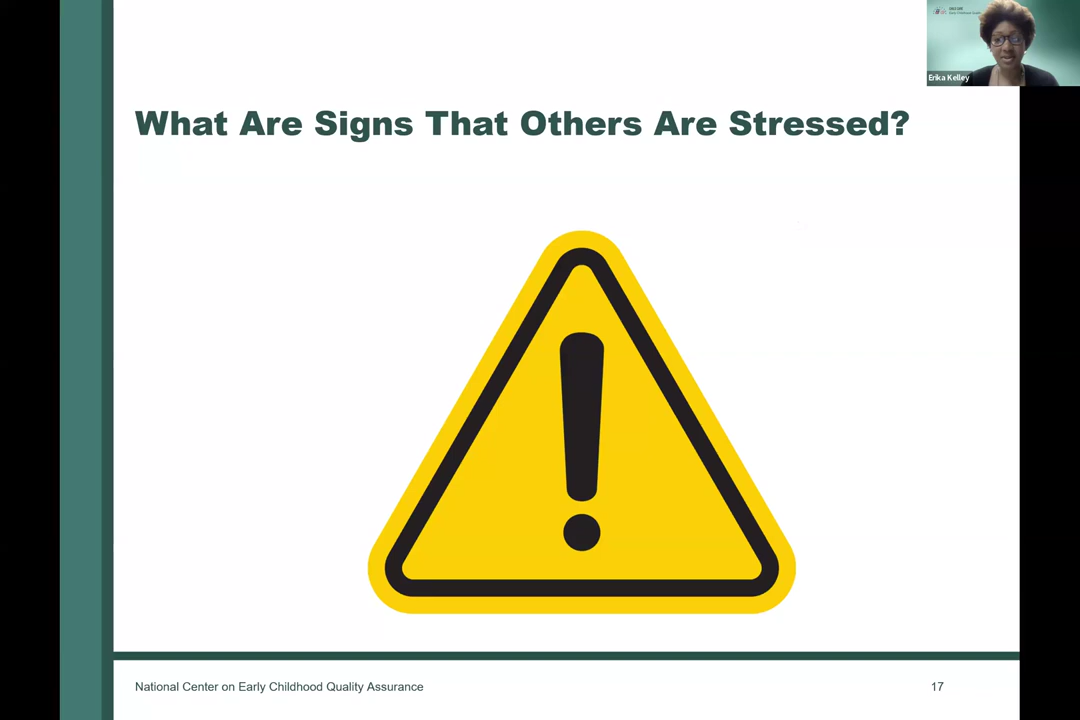 Erika Kelley
What Are Signs That Others Are Stressed?
National Center on Early Childhood Quality Assurance
17